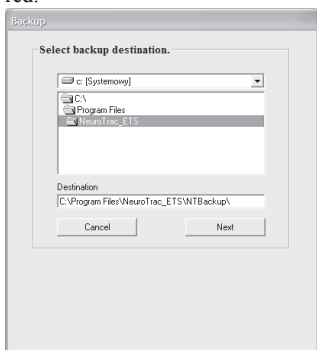 red.
Backup
Select backup destination.
c: [Systemowy]
C:\
Program Files
NeuroTrac_ETS
Destination
C:\Program Files\NeuroTrac_ETS\NTBackup\
Cancel Next